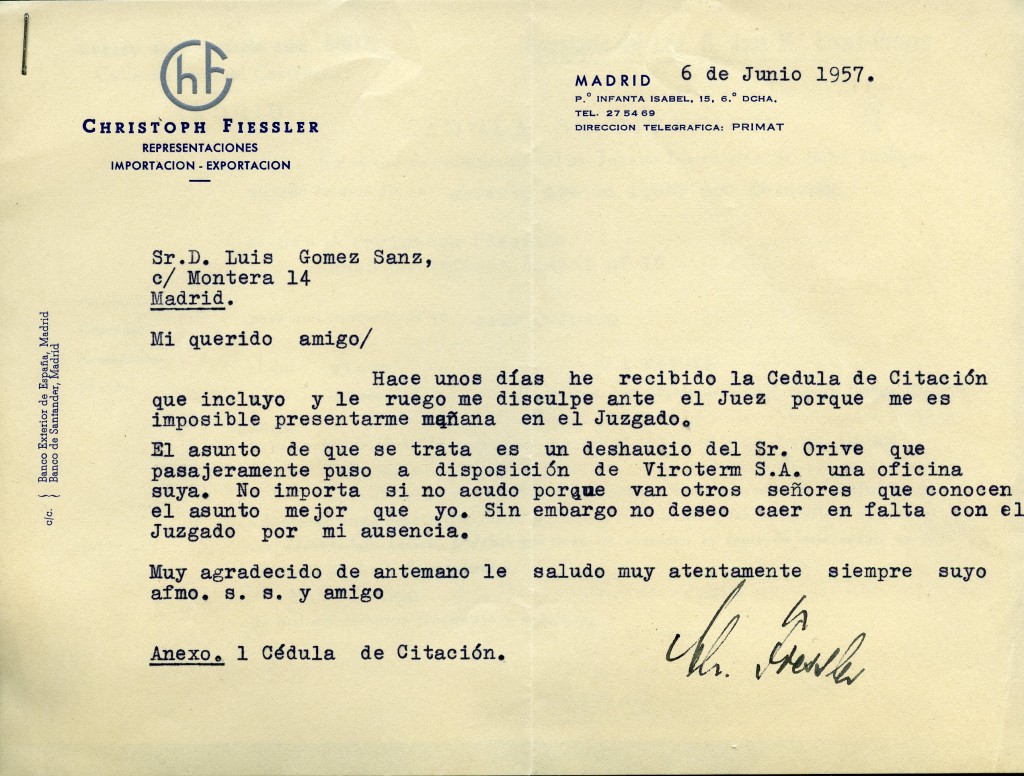 ChF
CHRISTOPH FIESSLER
REPRESENTACIONES
IMPORTACION - EXPORTACION
MADRID 6 de Junio 1957.
P.º INFANTA ISABEL, 15, 6.º DCHA.
TEL. 27 54 69
DIRECCION TELEGRAFICA: PRIMAT
Sr.D. Luis Gomez Sanz,
c/ Montera 14
Madrid.
c/c. { Banco Exterior de España, Madrid
Banco de Santander, Madrid }
Mi querido amigo/
Hace unos días he recibido la Cedula de Citación
que incluyo y le ruego me disculpe ante el Juez porque me es
imposible presentarme mañana en el Juzgado.
El asunto de que se trata es un deshaucio del Sr. Orive que
pasajeramente puso a disposición de Viroterm S.A. una oficina
suya. No importa si no acudo porque van otros señores que conocen
el asunto mejor que yo. Sin embargo no deseo caer en falta con el
Juzgado por mi ausencia.
Muy agradecido de antemano le saludo muy atentamente siempre suyo
afmo. s. s. y amigo
Chr. Fiessler
Anexo. 1 Cédula de Citación.